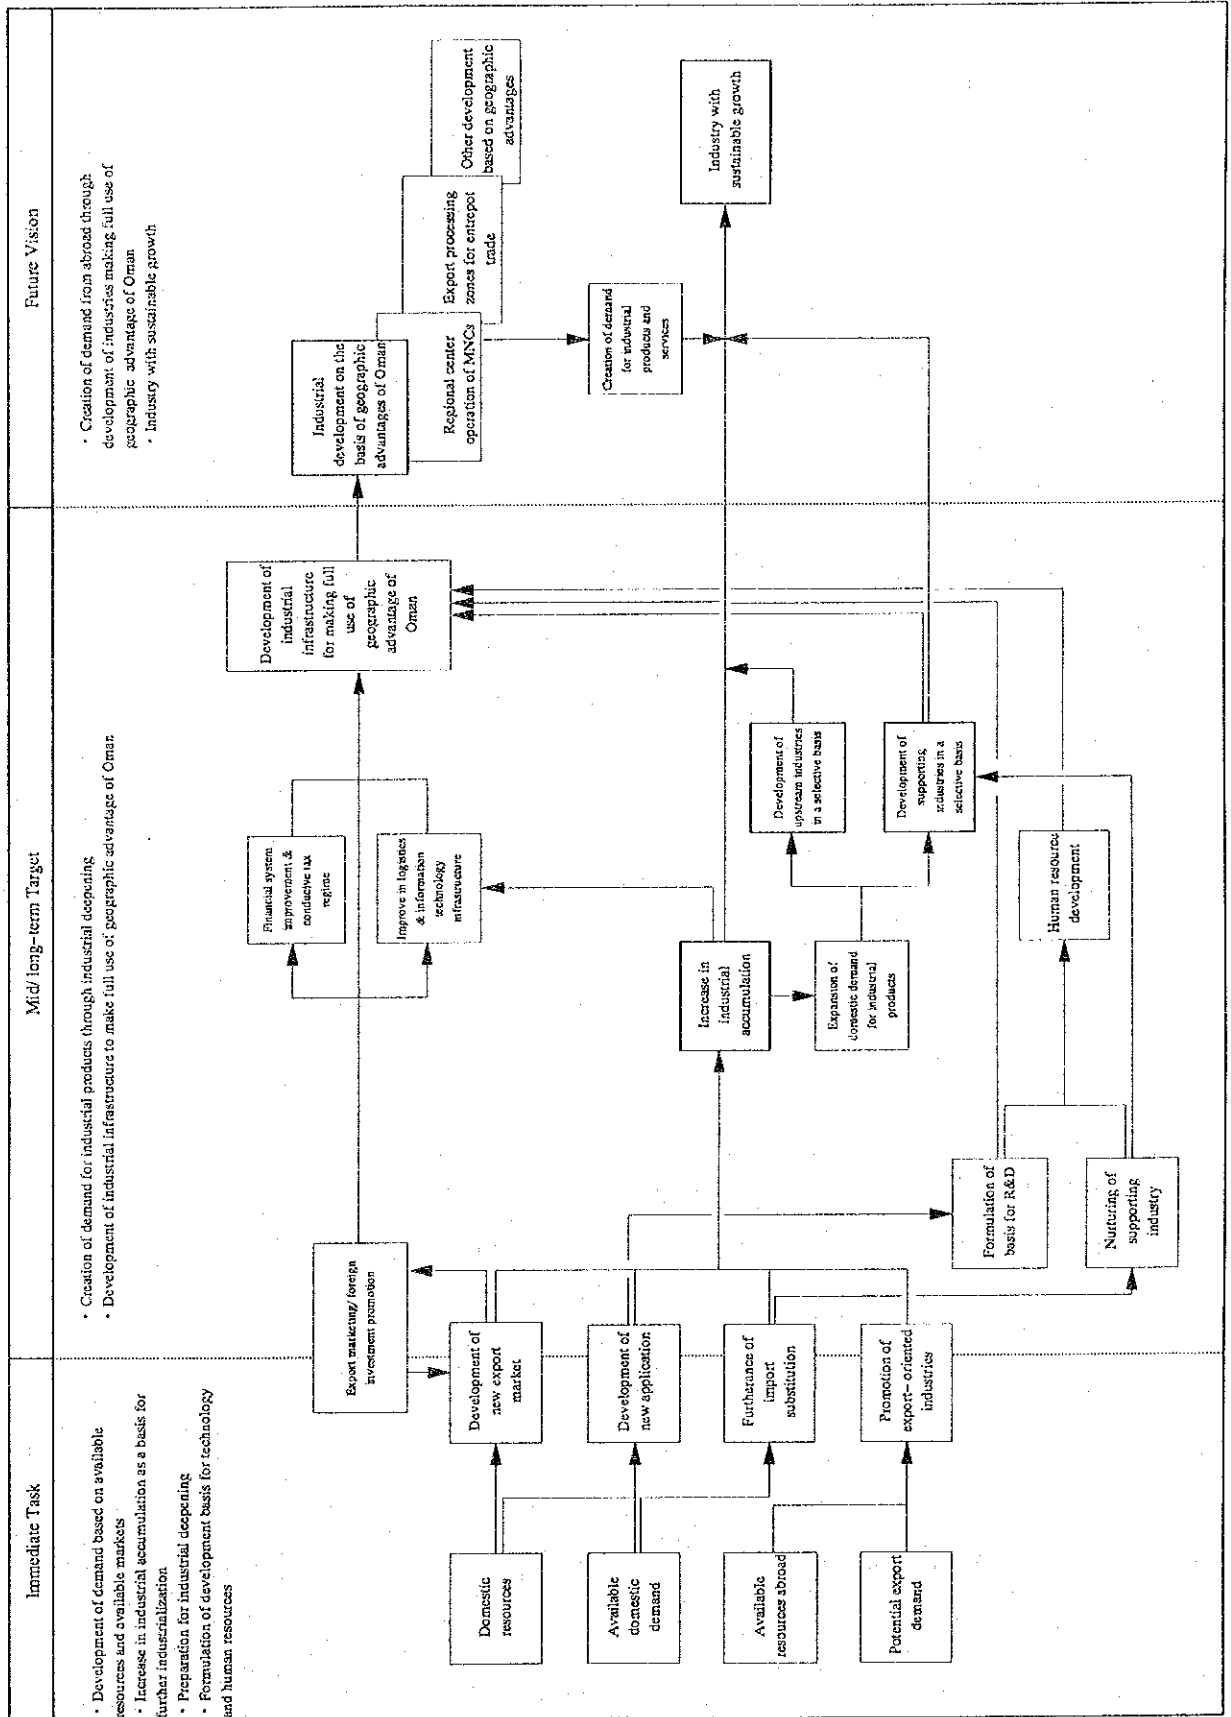 Immediate Task
Mid/ long-term Target
Future Vision
・Development of demand based on available
resources and available markets
・Increase in industrial accumulation as a basis for
further industrialization
・Preparation for industrial deepening
・Formulation of development basis for technology
and human resources
・Creation of demand for industrial products through industrial deepening
・Development of industrial infrastructure to make full use of geographic advantage of Oman
・Creation of demand from abroad through
development of industries making full use of
geographic advantage of Oman
・Industry with sustainable growth
Domestic
resources
Available
domestic
demand
Available
resources abroad
Potential export
demand
Export marketing/ foreign
investment promotion
Development of
new export
market
Development of
new application
Furtherance of
import
substitution
Promotion of
export- oriented
industries
Formulation of
basis for R&D
Nurturing of
supporting
industry
Financial system
improvement &
conducive tax
regime
Improve in logistics
& information
technology
infrastructure
Increase in
industrial
accumulation
Expansion of
domestic demand
for industrial
products
Human resource
development
Development of
upstream industries
in a selective basis
Development of
supporting
industries in a
selective basis
Development of
industrial
infrastructure
for making full
use of
geographic
advantage of
Oman
Industrial
development on the
basis of geographic
advantages of Oman
Regional center
operation of MNCs
Export processing
zones for entrepot
trade
Other development
based on geographic
advantages
Creation of demand
for industrial
products and
services
Industry with
sustainable growth